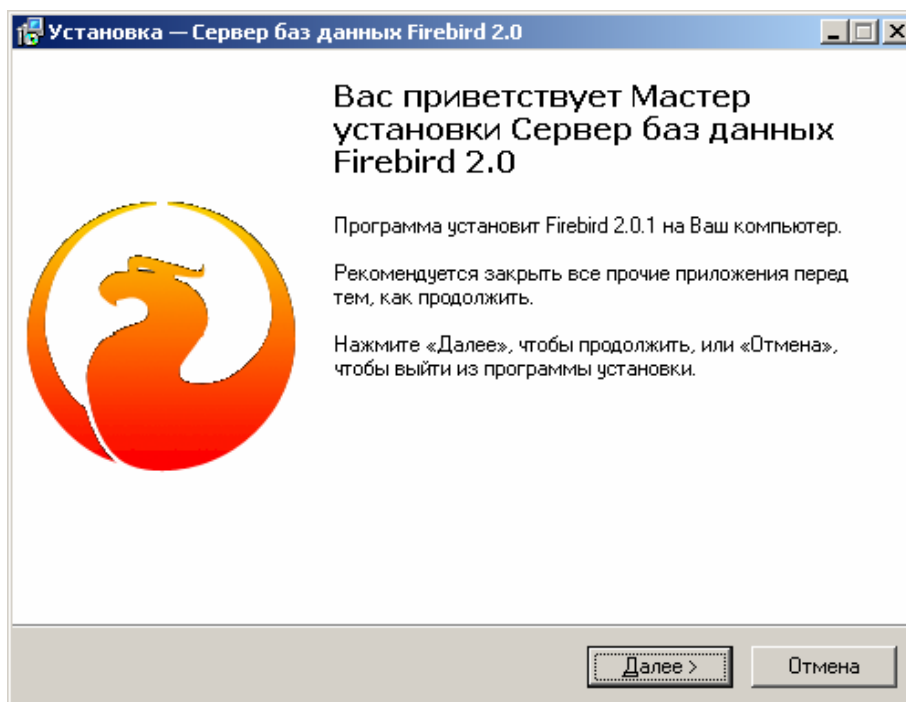 Установка — Сервер баз данных Firebird 2.0
Вас приветствует Мастер
установки Сервер баз данных
Firebird 2.0
Программа установит Firebird 2.0.1 на Ваш компьютер.
Рекомендуется закрыть все прочие приложения перед
тем, как продолжить.
Нажмите «Далее», чтобы продолжить, или «Отмена»,
чтобы выйти из программы установки.
Далее >
Отмена